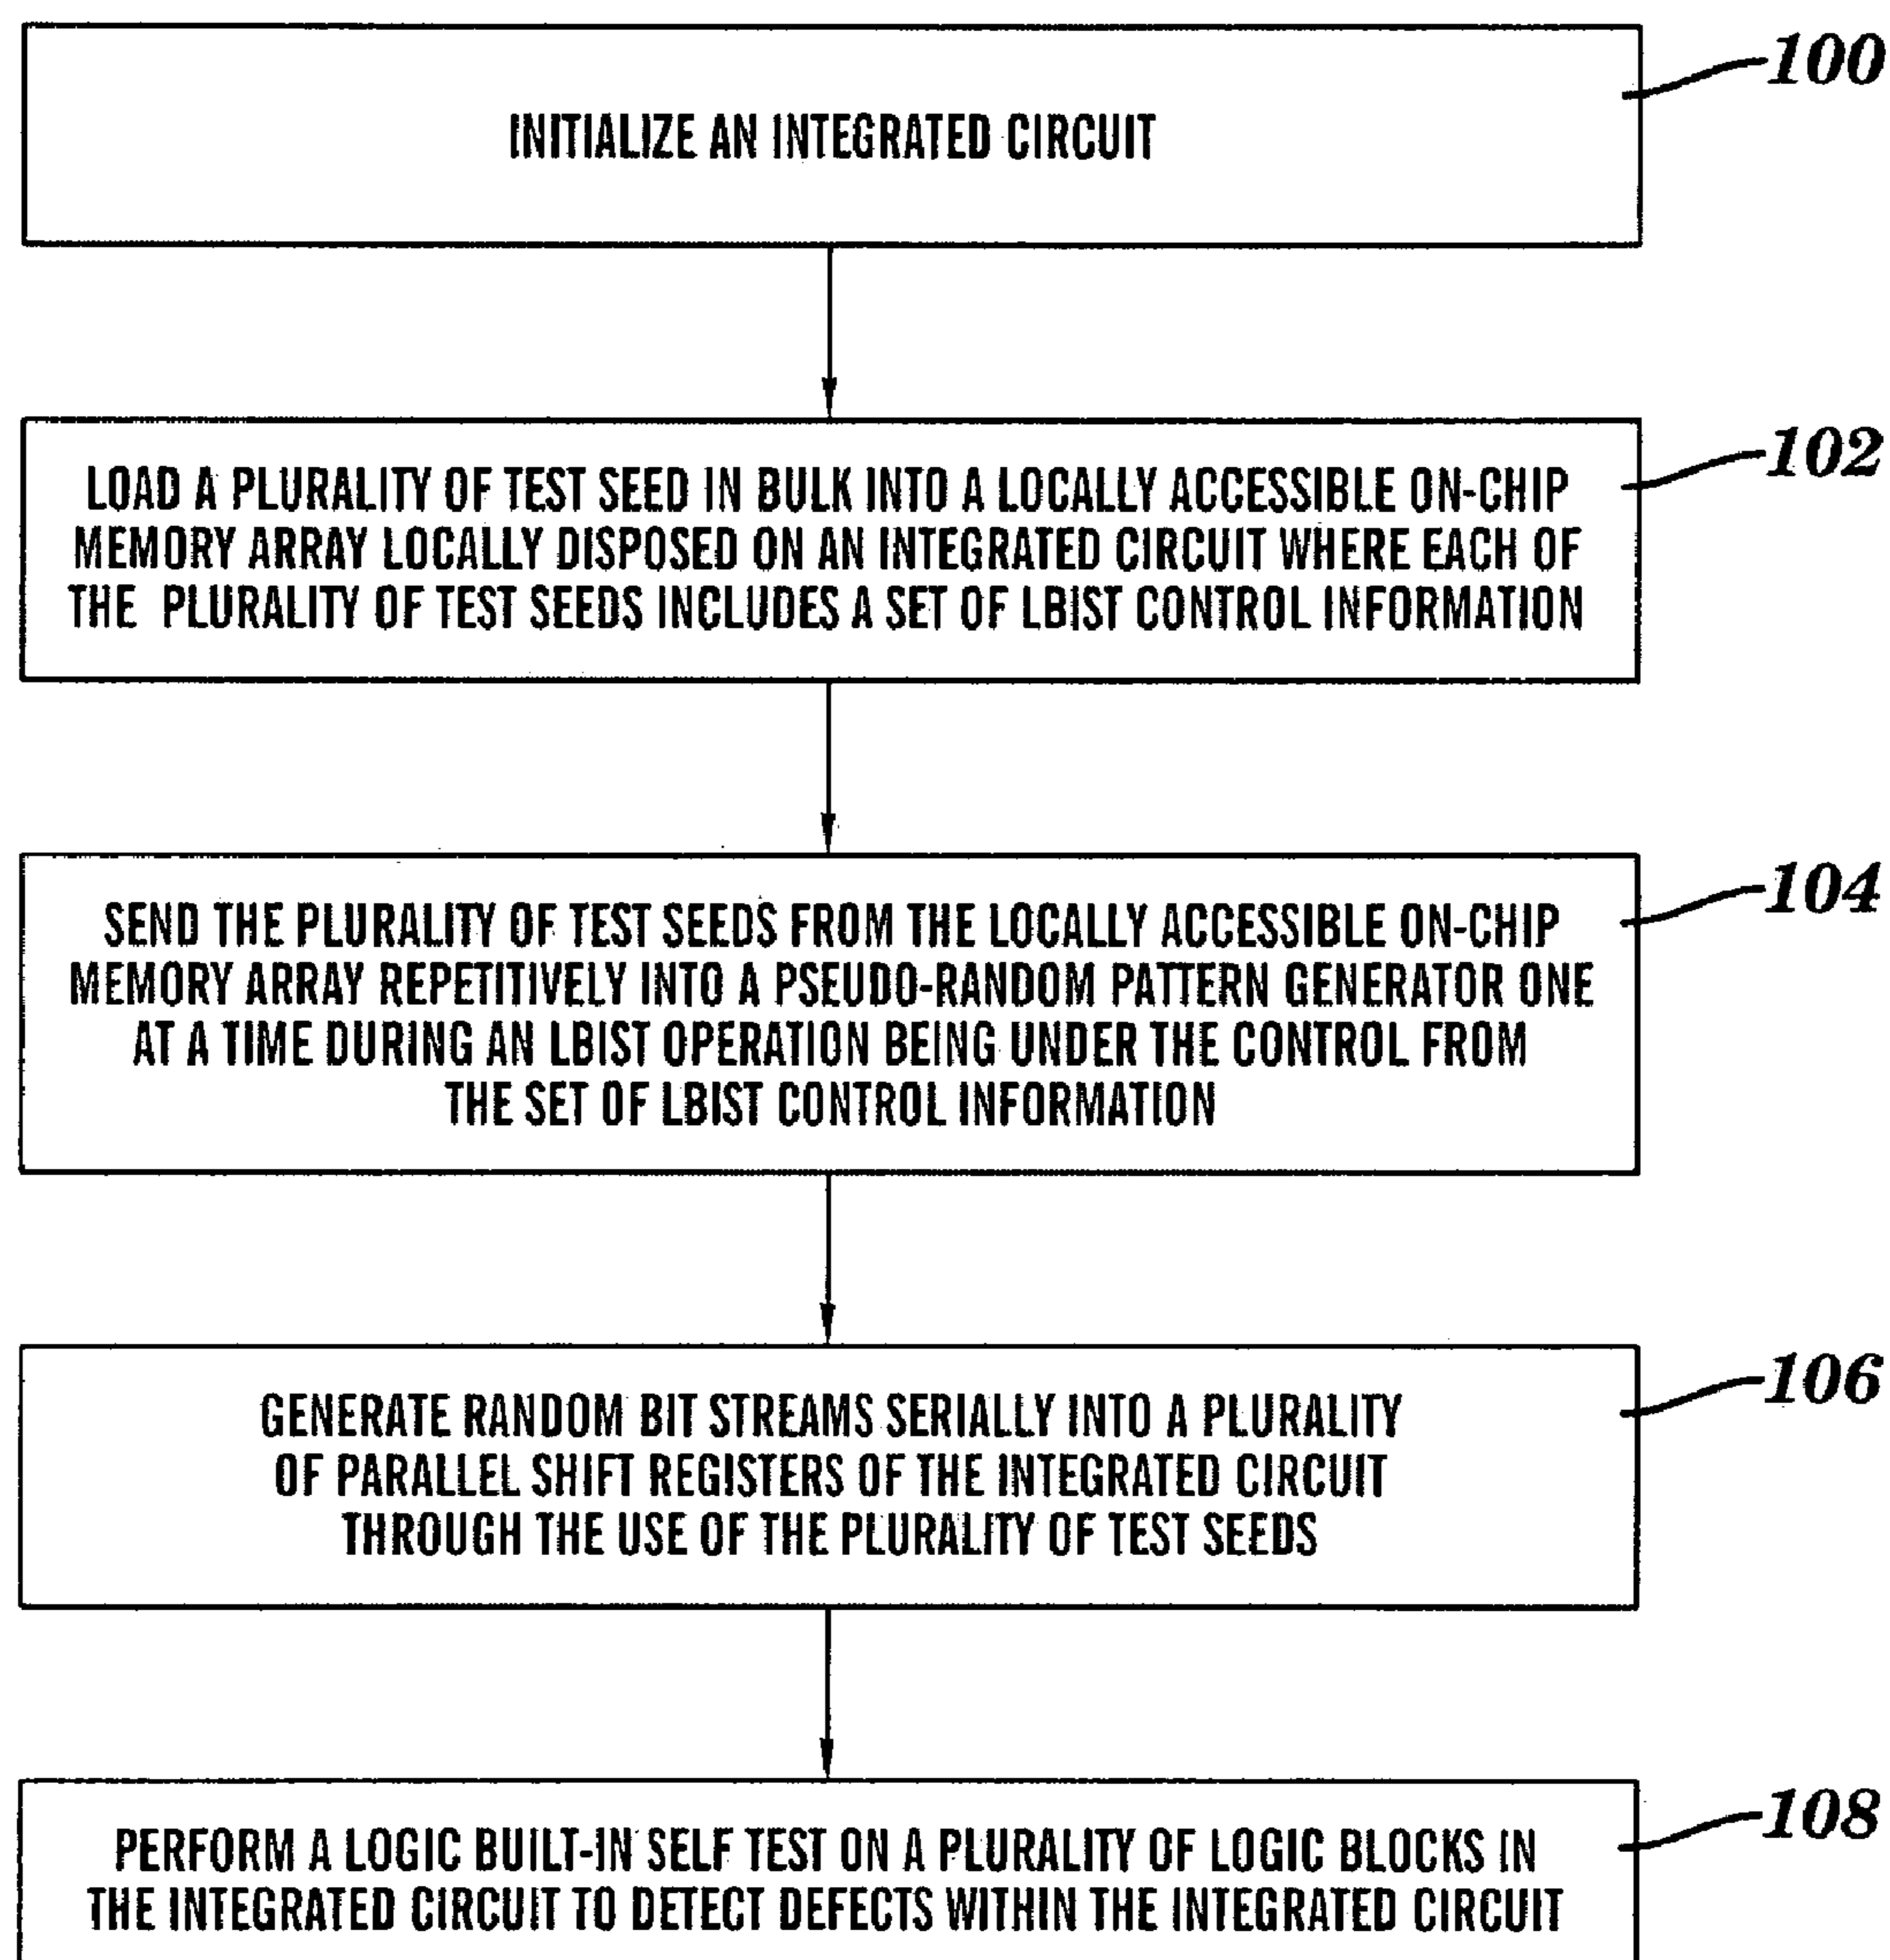 INITIALIZE AN INTEGRATED CIRCUIT
100
LOAD A PLURALITY OF TEST SEED IN BULK INTO A LOCALLY ACCESSIBLE ON-CHIP
MEMORY ARRAY LOCALLY DISPOSED ON AN INTEGRATED CIRCUIT WHERE EACH OF
THE PLURALITY OF TEST SEEDS INCLUDES A SET OF LBIST CONTROL INFORMATION
102
SEND THE PLURALITY OF TEST SEEDS FROM THE LOCALLY ACCESSIBLE ON-CHIP
MEMORY ARRAY REPETITIVELY INTO A PSEUDO-RANDOM PATTERN GENERATOR ONE
AT A TIME DURING AN LBIST OPERATION BEING UNDER THE CONTROL FROM
THE SET OF LBIST CONTROL INFORMATION
104
GENERATE RANDOM BIT STREAMS SERIALLY INTO A PLURALITY
OF PARALLEL SHIFT REGISTERS OF THE INTEGRATED CIRCUIT
THROUGH THE USE OF THE PLURALITY OF TEST SEEDS
106
PERFORM A LOGIC BUILT-IN SELF TEST ON A PLURALITY OF LOGIC BLOCKS IN
THE INTEGRATED CIRCUIT TO DETECT DEFECTS WITHIN THE INTEGRATED CIRCUIT
108